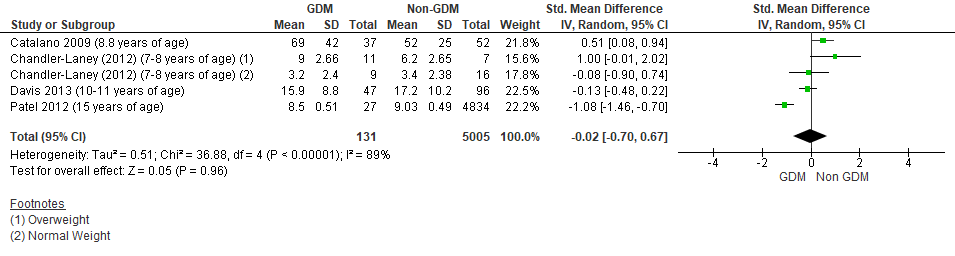 GDM Non-GDM Std. Mean Difference Std. Mean Difference
Study or Subgroup Mean SD Total Mean SD Total Weight IV, Random, 95% CI IV, Random, 95% CI
Catalano 2009 (8.8 years of age) 69 42 37 52 25 52 21.8% 0.51 [0.08, 0.94]
Chandler-Laney (2012) (7-8 years of age) (1) 9 2.66 11 6.2 2.65 7 15.6% 1.00 [-0.01, 2.02]
Chandler-Laney (2012) (7-8 years of age) (2) 3.2 2.4 9 3.4 2.38 16 17.9% -0.08 [-0.90, 0.74]
Davis 2013 (10-11 years of age) 15.9 8.8 47 17.2 10.2 96 22.6% -0.13 [-0.48, 0.22]
Patel 2012 (15 years of age) 8.5 0.51 27 9.03 0.49 4834 22.2% -1.08 [-1.46, -0.70]
Total (95% CI) 131 5005 100.0% -0.02 [-0.70, 0.67]
Heterogeneity: Tau² = 0.51; Chi² = 36.88, df = 4 (P < 0.00001); I² = 89%
Test for overall effect: Z = 0.05 (P = 0.96)
-4 -2 0 2 4
GDM Non GDM
Footnotes
(1) Overweight
(2) Normal Weight